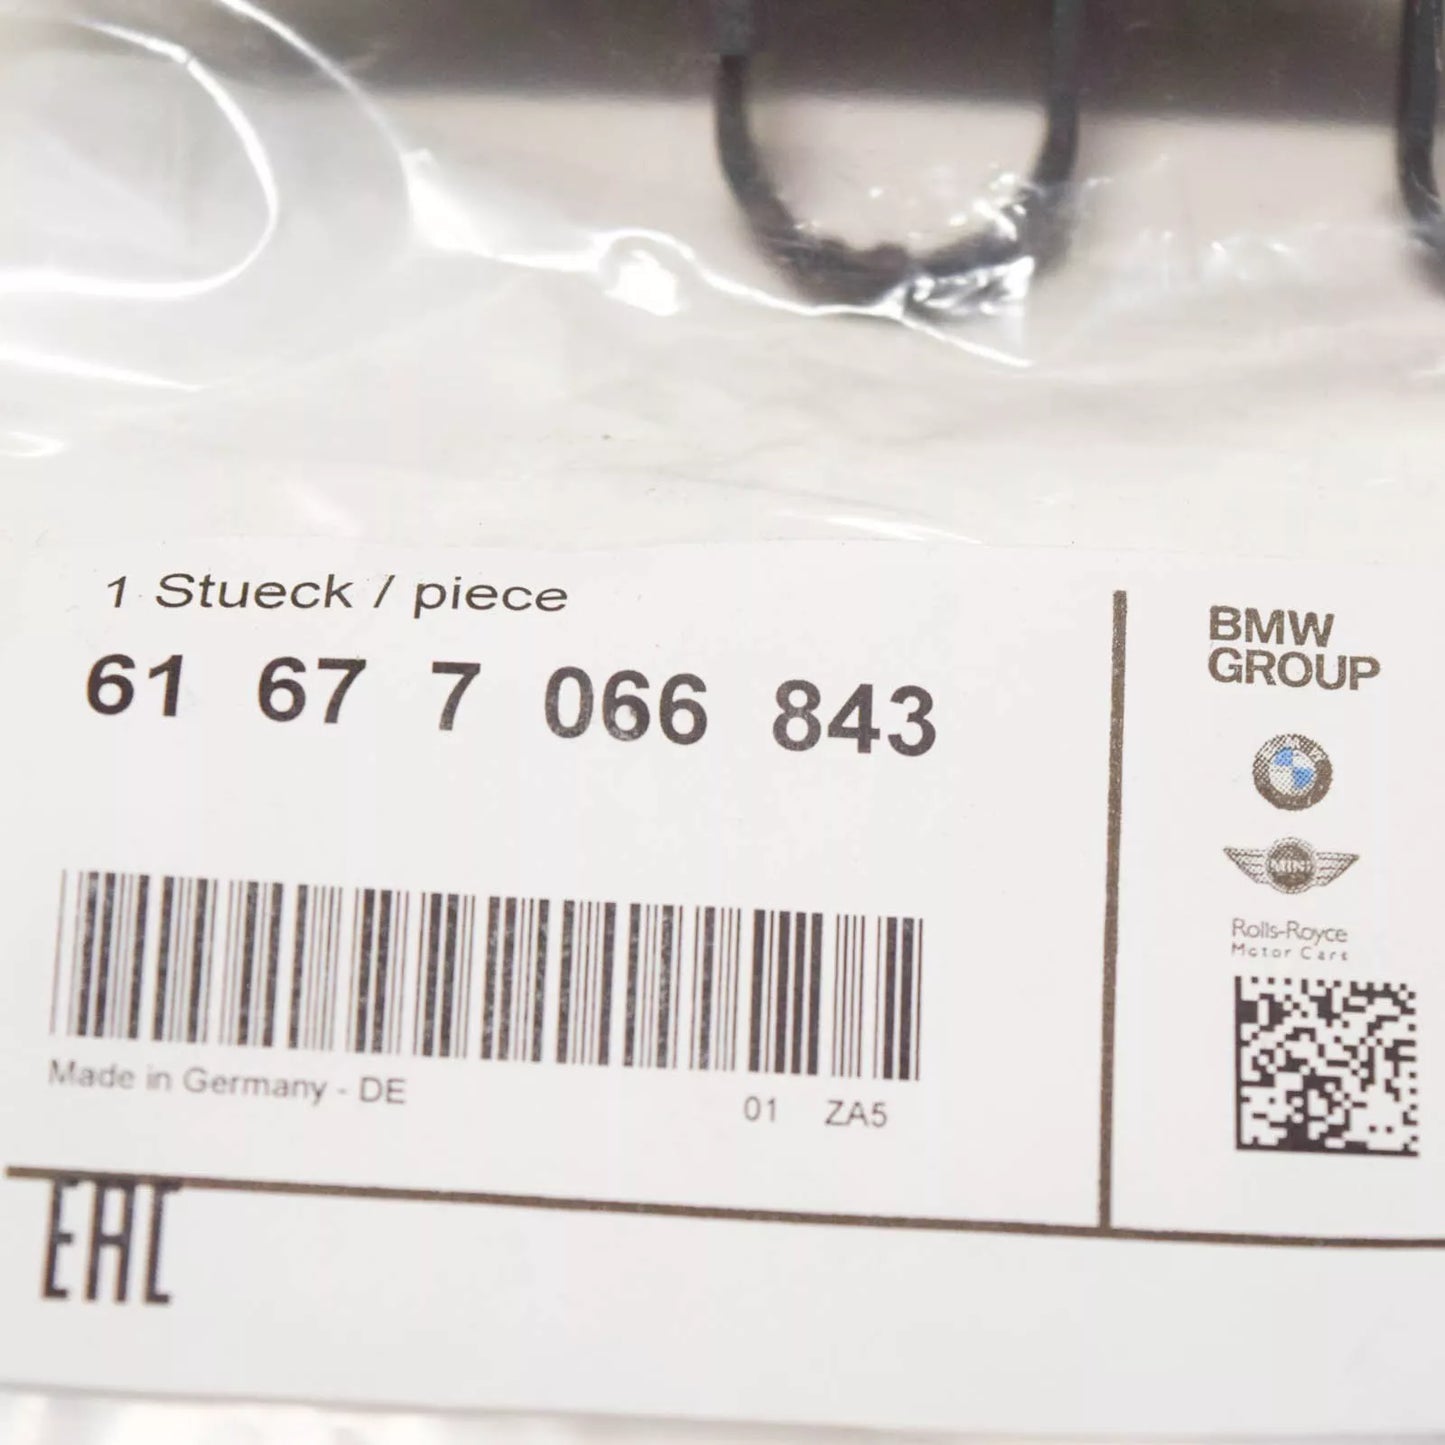 1 Stueck / piece
61 67 7 066 843
Made in Germany - DE
01 ZA5
EAC
BMW
GROUP
MINI
Rolls-Royce
Motor Cars